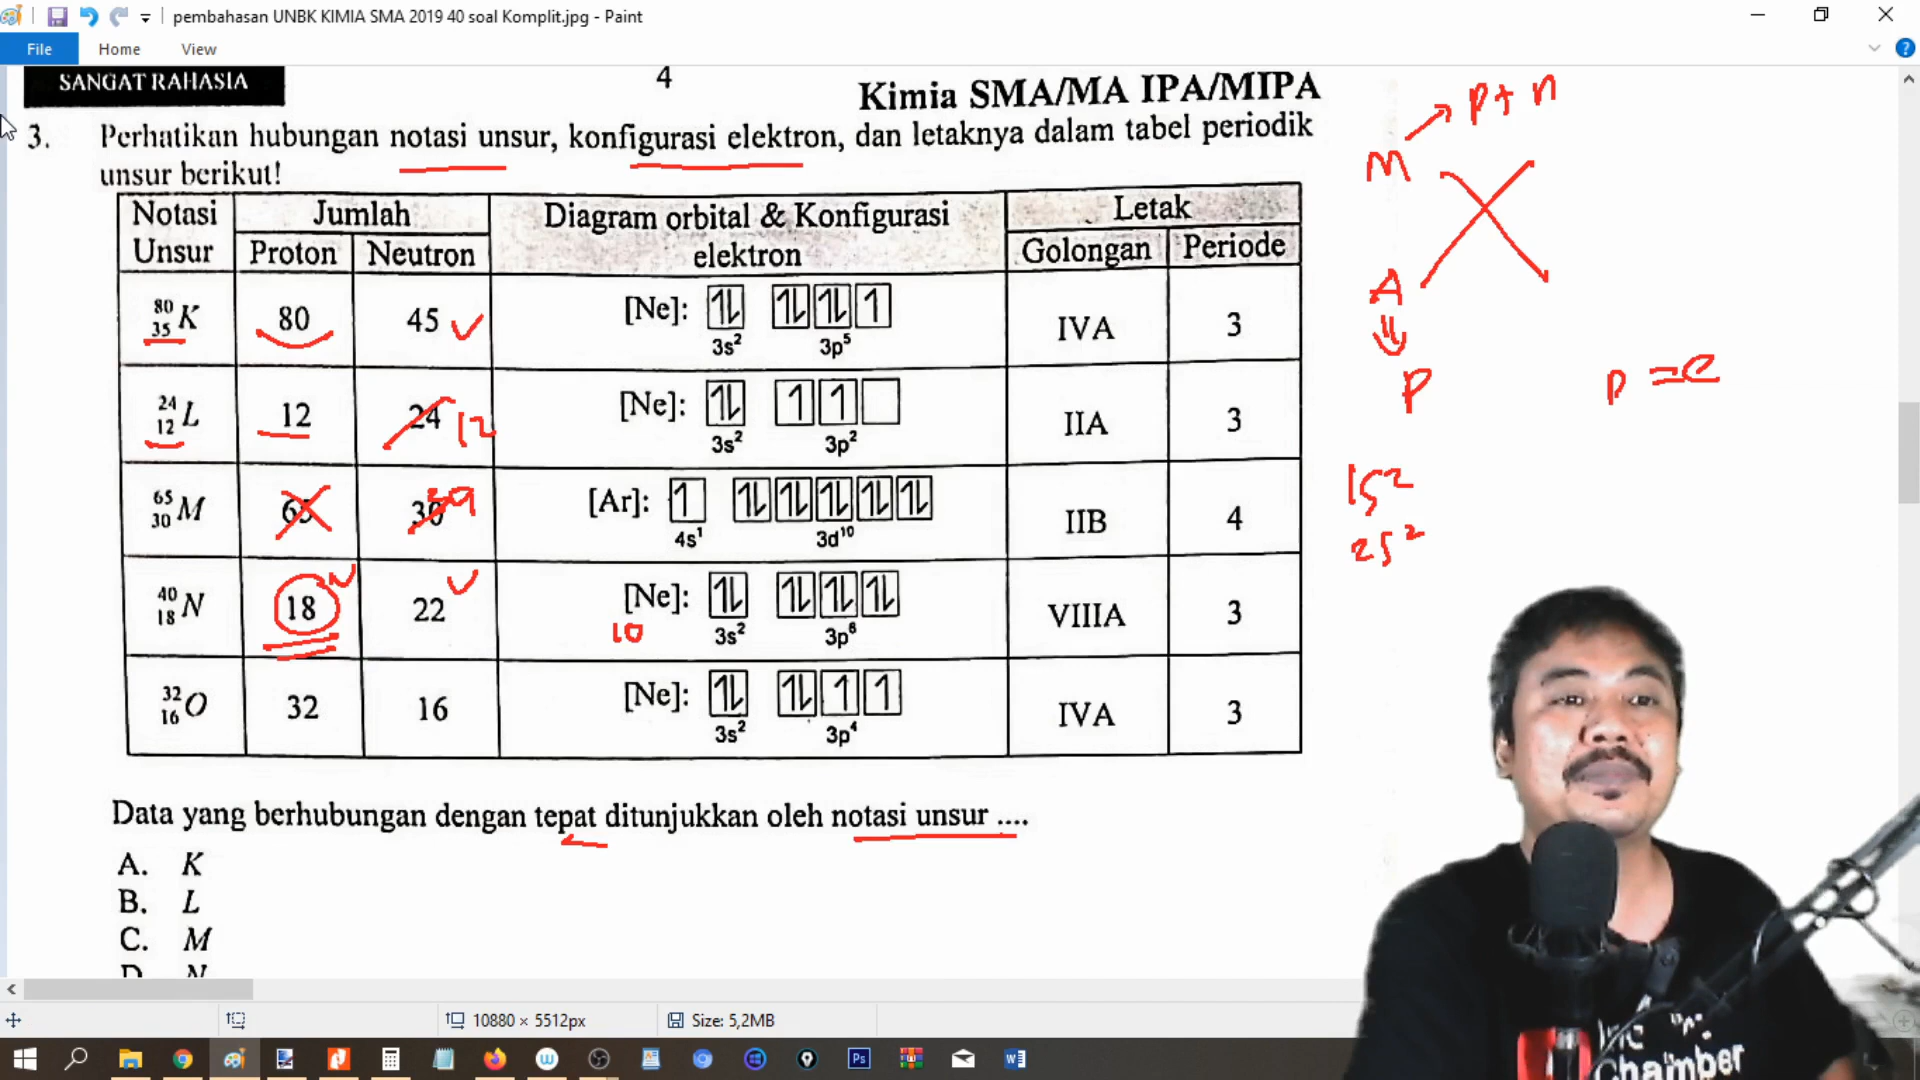 pembahasan UNBK KIMIA SMA 2019 40 soal Komplit.jpg - Paint
File Home View
SANGAT RAHASIA 4 Kimia SMA/MA IPA/MIPA
3. Perhatikan hubungan notasi unsur, konfigurasi elektron, dan letaknya dalam tabel periodik
unsur berikut!
Notasi Unsur Jumlah Diagram orbital & Konfigurasi elektron Letak
Proton Neutron Golongan Periode
80 35 K 80 45 [Ne]: 3s² 3p⁵ IVA 3
24 12 L 12 24 12 [Ne]: 3s² 3p² IIA 3
65 30 M 65 30 [Ar]: 4s¹ 3d¹⁰ IIB 4
40 18 N 18 22 [Ne]: 10 3s² 3p⁶ VIIIA 3
32 16 O 32 16 [Ne]: 3s² 3p⁴ IVA 3
Data yang berhubungan dengan tepat ditunjukkan oleh notasi unsur ....
A. K
B. L
C. M
D. N
p + n
M
A
p
p = e
1s²
2s²
10880 × 5512px Size: 5,2MB
Chamber